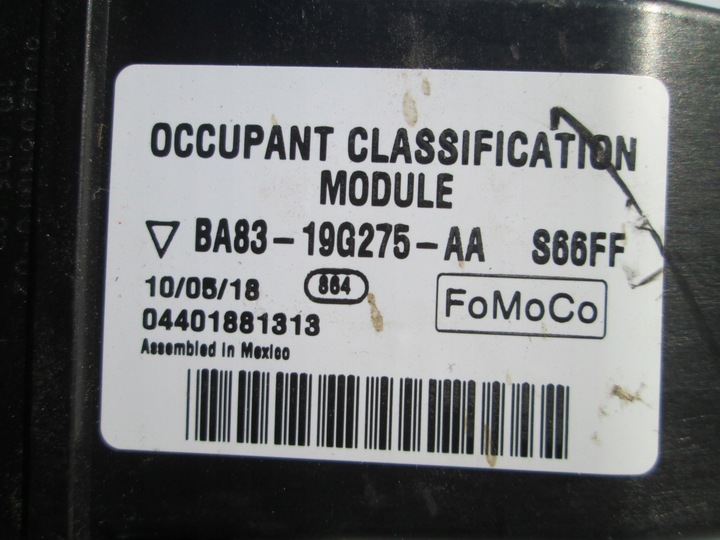 OCCUPANT CLASSIFICATION
MODULE
▽ BA83-19G275-AA S66FF
10/05/18 864
FoMoCo
04401881313
Assembled in Mexico